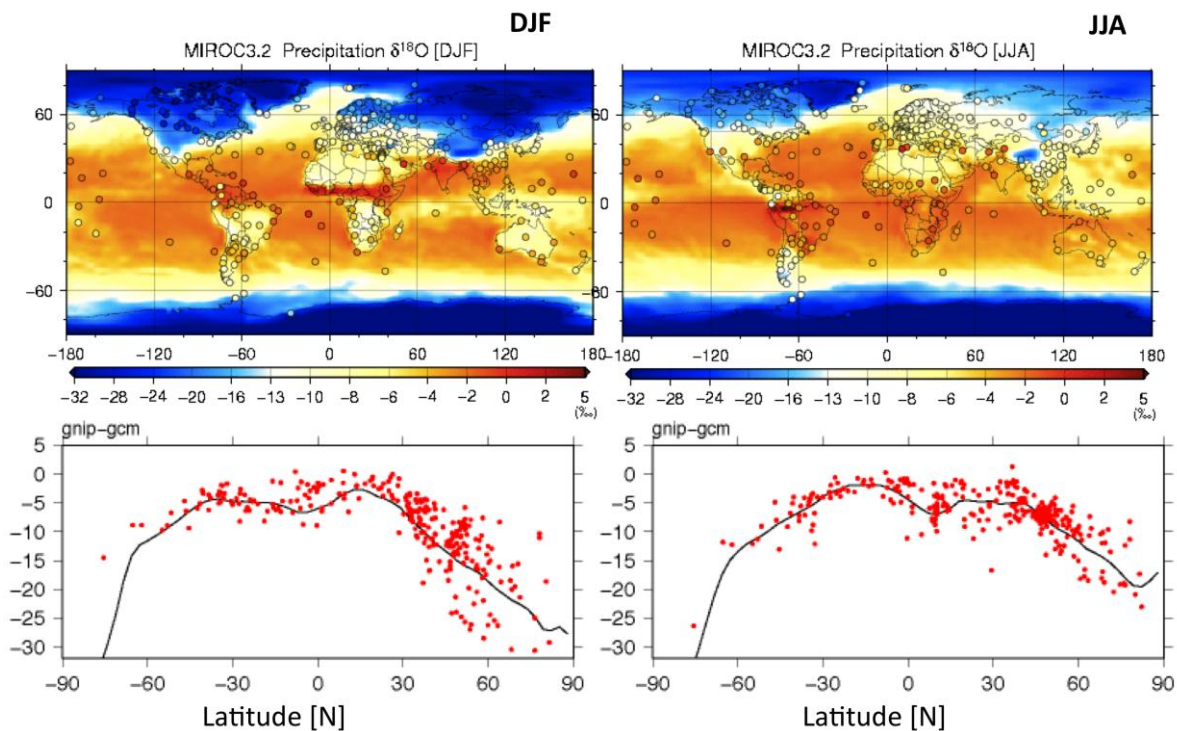 DJF
JJA
MIROC3.2 Precipitation δ¹⁸O [DJF]
MIROC3.2 Precipitation δ¹⁸O [JJA]
60
0
−60
60
0
−60
−180 −120 −60 0 60 120 180
−180 −120 −60 0 60 120 180
−32 −28 −24 −20 −16 −13 −10 −8 −6 −4 −2 0 2 5
(‰)
−32 −28 −24 −20 −16 −13 −10 −8 −6 −4 −2 0 2 5
(‰)
gnip-gcm
gnip-gcm
5
0
−5
−10
−15
−20
−25
−30
5
0
−5
−10
−15
−20
−25
−30
−90 −60 −30 0 30 60 90
−90 −60 −30 0 30 60 90
Latitude [N]
Latitude [N]